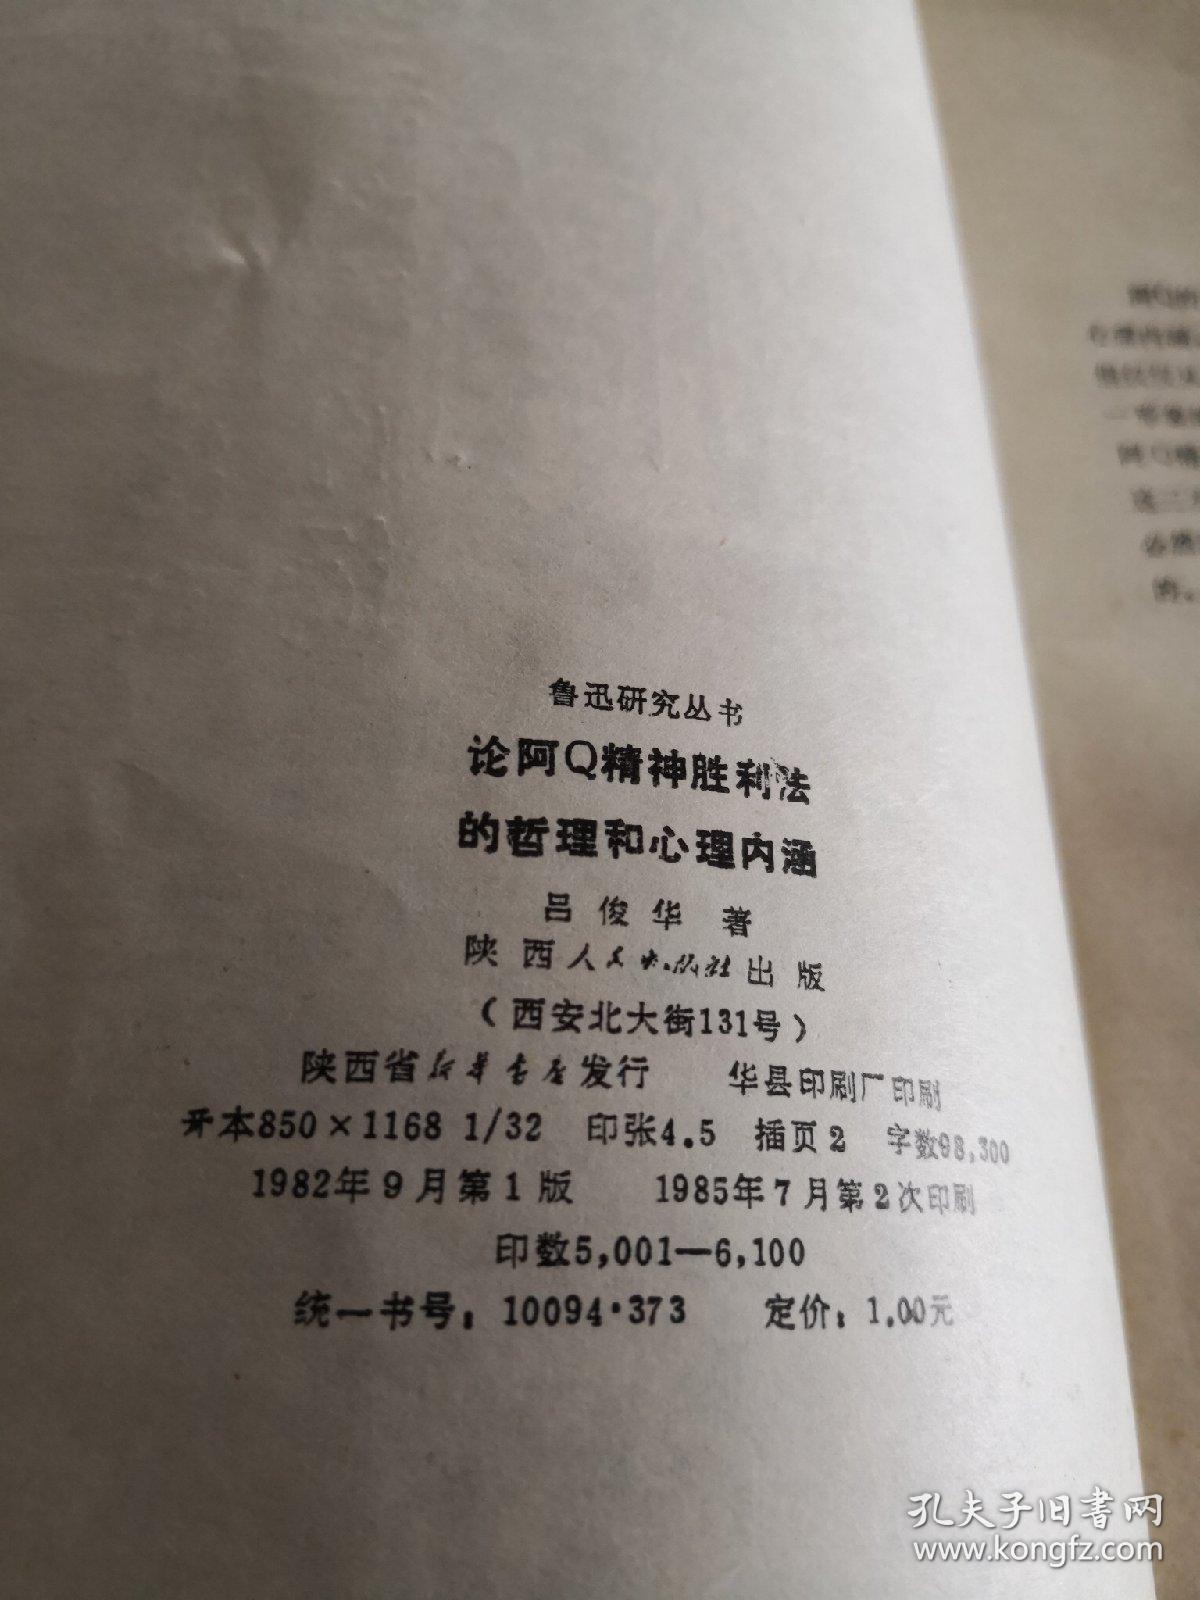 鲁迅研究丛书
论阿Q精神胜利法
的哲理和心理内涵
吕俊华 著
陕西人民出版社出版
（西安北大街131号）
陕西省新华书店发行 华县印刷厂印刷
开本850×1168 1/32 印张4.5 插页2 字数98,300
1982年9月第1版 1985年7月第2次印刷
印数5,001—6,100
统一书号：10094·373 定价：1.00元
孔夫子旧書网
www.kongfz.com